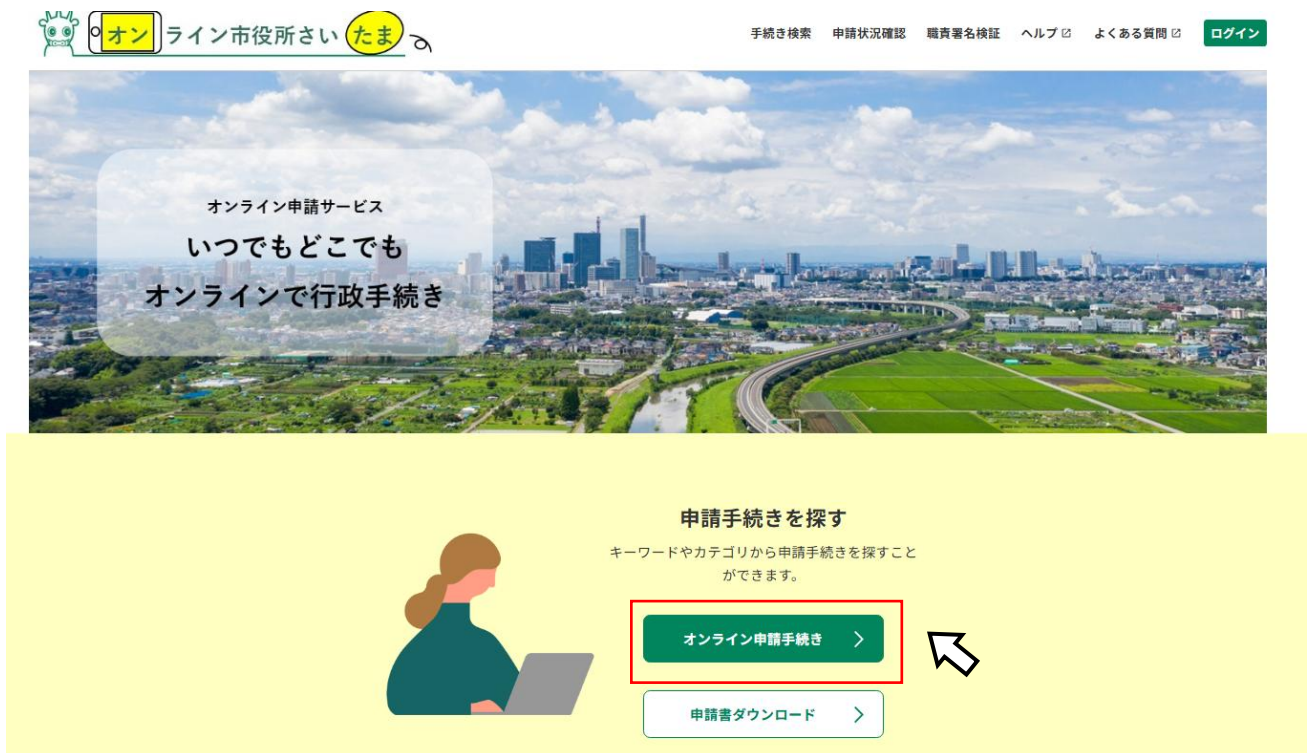 オンライン市役所さいたま
手続き検索 申請状況確認 職責署名検証 ヘルプ よくある質問 ログイン
オンライン申請サービス
いつでもどこでも
オンラインで行政手続き
申請手続きを探す
キーワードやカテゴリから申請手続きを探すこと
ができます。
オンライン申請手続き
申請書ダウンロード